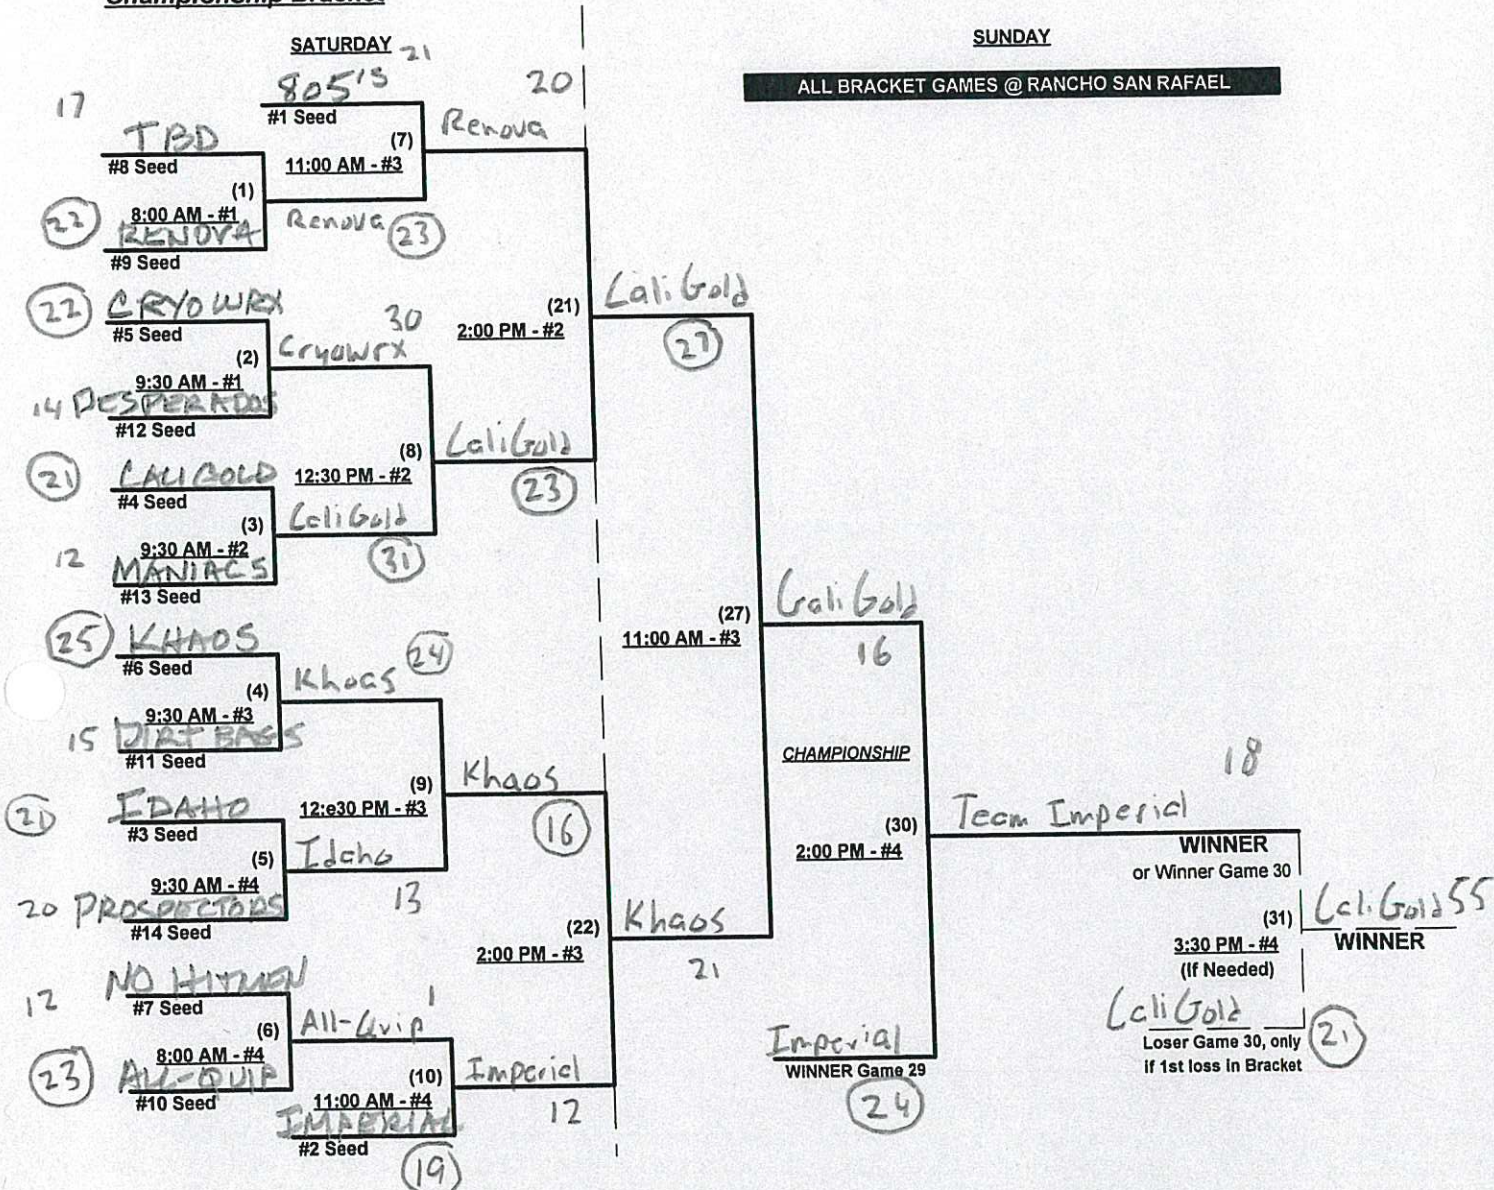 Championship Bracket
SATURDAY
SUNDAY
ALL BRACKET GAMES @ RANCHO SAN RAFAEL
21
805's
#1 Seed
20
17
TBD
#8 Seed
(7)
11:00 AM - #3
Renova
(1)
8:00 AM - #1
22
RENOVA
#9 Seed
Renova
23
22
CRYOWRX
#5 Seed
30
(2)
9:30 AM - #1
Cryowrx
14 DESPERADOS
#12 Seed
(21)
2:00 PM - #2
Cali Gold
27
(8)
12:30 PM - #2
Cali Gold
23
21
CALI GOLD
#4 Seed
(3)
9:30 AM - #2
Cali Gold
31
12
MANIACS
#13 Seed
25
KHAOS
#6 Seed
24
(4)
9:30 AM - #3
Khoas
15 DIRT BAGS
#11 Seed
(27)
11:00 AM - #3
Cali Gold
16
CHAMPIONSHIP
(9)
12:e30 PM - #3
Khaos
16
21
IDAHO
#3 Seed
(5)
9:30 AM - #4
Idaho
13
20 PROSPECTORS
#14 Seed
(30)
2:00 PM - #4
18
Team Imperial
WINNER
or Winner Game 30
(31)
3:30 PM - #4
(If Needed)
Cali Gold 55
WINNER
Cali Gold
21
Loser Game 30, only
if 1st loss in Bracket
(22)
2:00 PM - #3
Khaos
21
12
NO HITMEN
#7 Seed
1
(6)
8:00 AM - #4
All-Quip
23
ALL-QUIP
#10 Seed
(10)
11:00 AM - #4
Imperial
12
IMPERIAL
#2 Seed
19
Imperial
WINNER Game 29
24